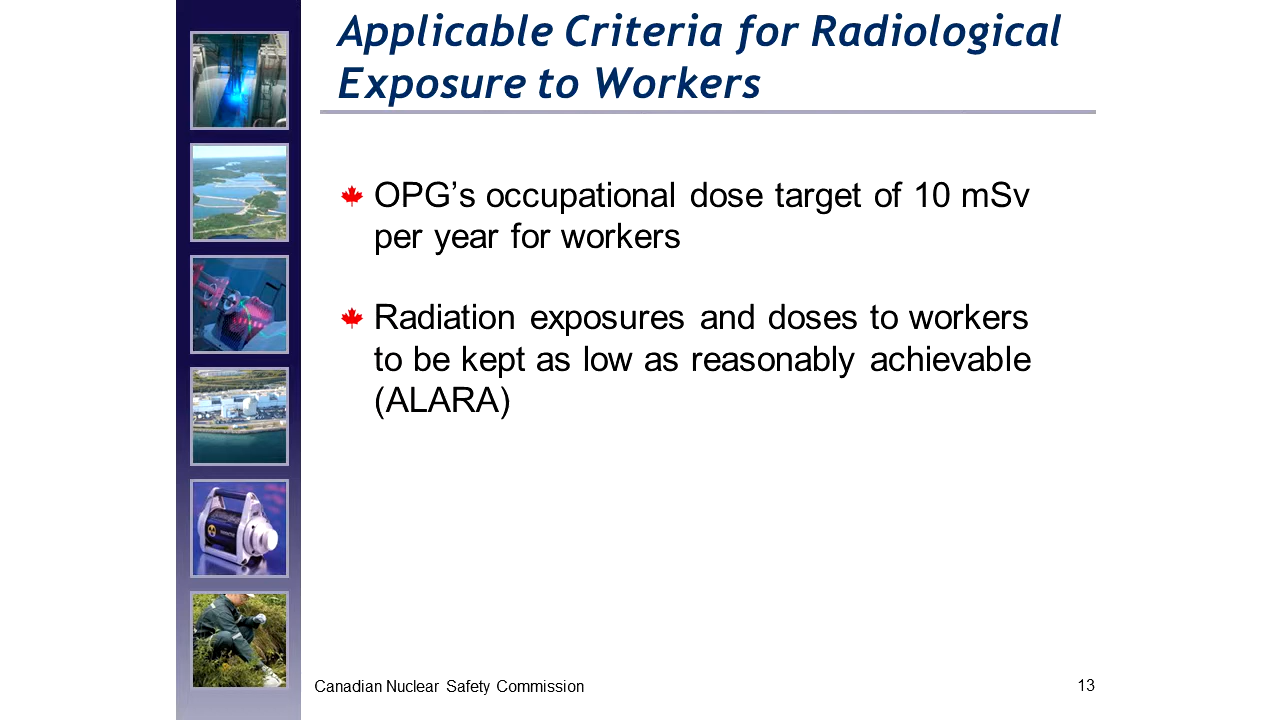 Applicable Criteria for Radiological
Exposure to Workers
OPG’s occupational dose target of 10 mSv
per year for workers
Radiation exposures and doses to workers
to be kept as low as reasonably achievable
(ALARA)
Canadian Nuclear Safety Commission
13